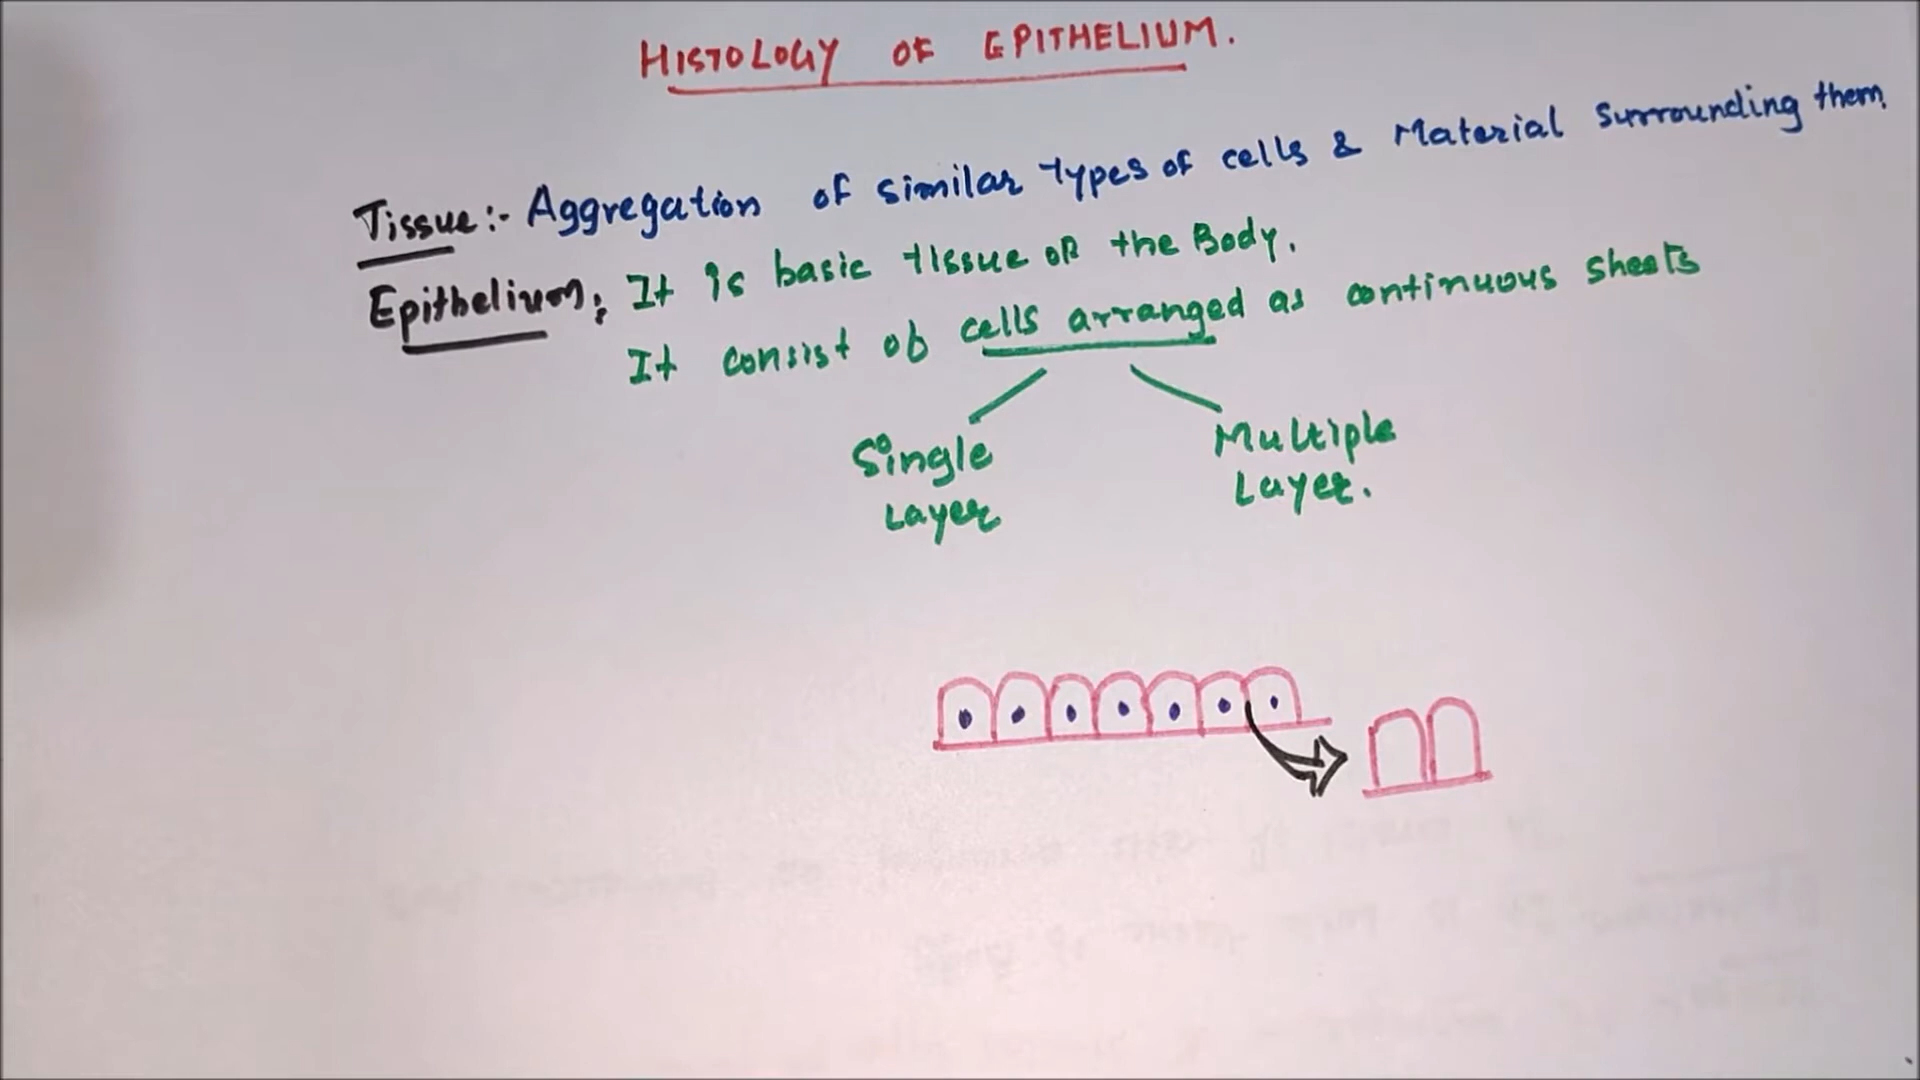 HISTOLOGY OF EPITHELIUM.
Tissue:- Aggregation of similar types of cells & Material surrounding them.
Epithelium: It is basic tissue of the Body.
It consist of cells arranged as continuous sheets
Single Layer
Multiple Layer.